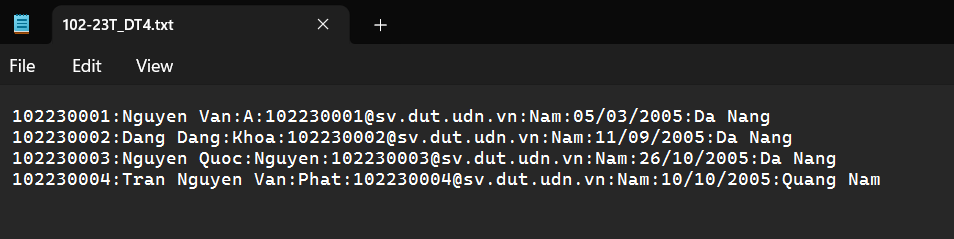 102-23T_DT4.txt
File Edit View
102230001:Nguyen Van:A:102230001@sv.dut.udn.vn:Nam:05/03/2005:Da Nang
102230002:Dang Dang:Khoa:102230002@sv.dut.udn.vn:Nam:11/09/2005:Da Nang
102230003:Nguyen Quoc:Nguyen:102230003@sv.dut.udn.vn:Nam:26/10/2005:Da Nang
102230004:Tran Nguyen Van:Phat:102230004@sv.dut.udn.vn:Nam:10/10/2005:Quang Nam